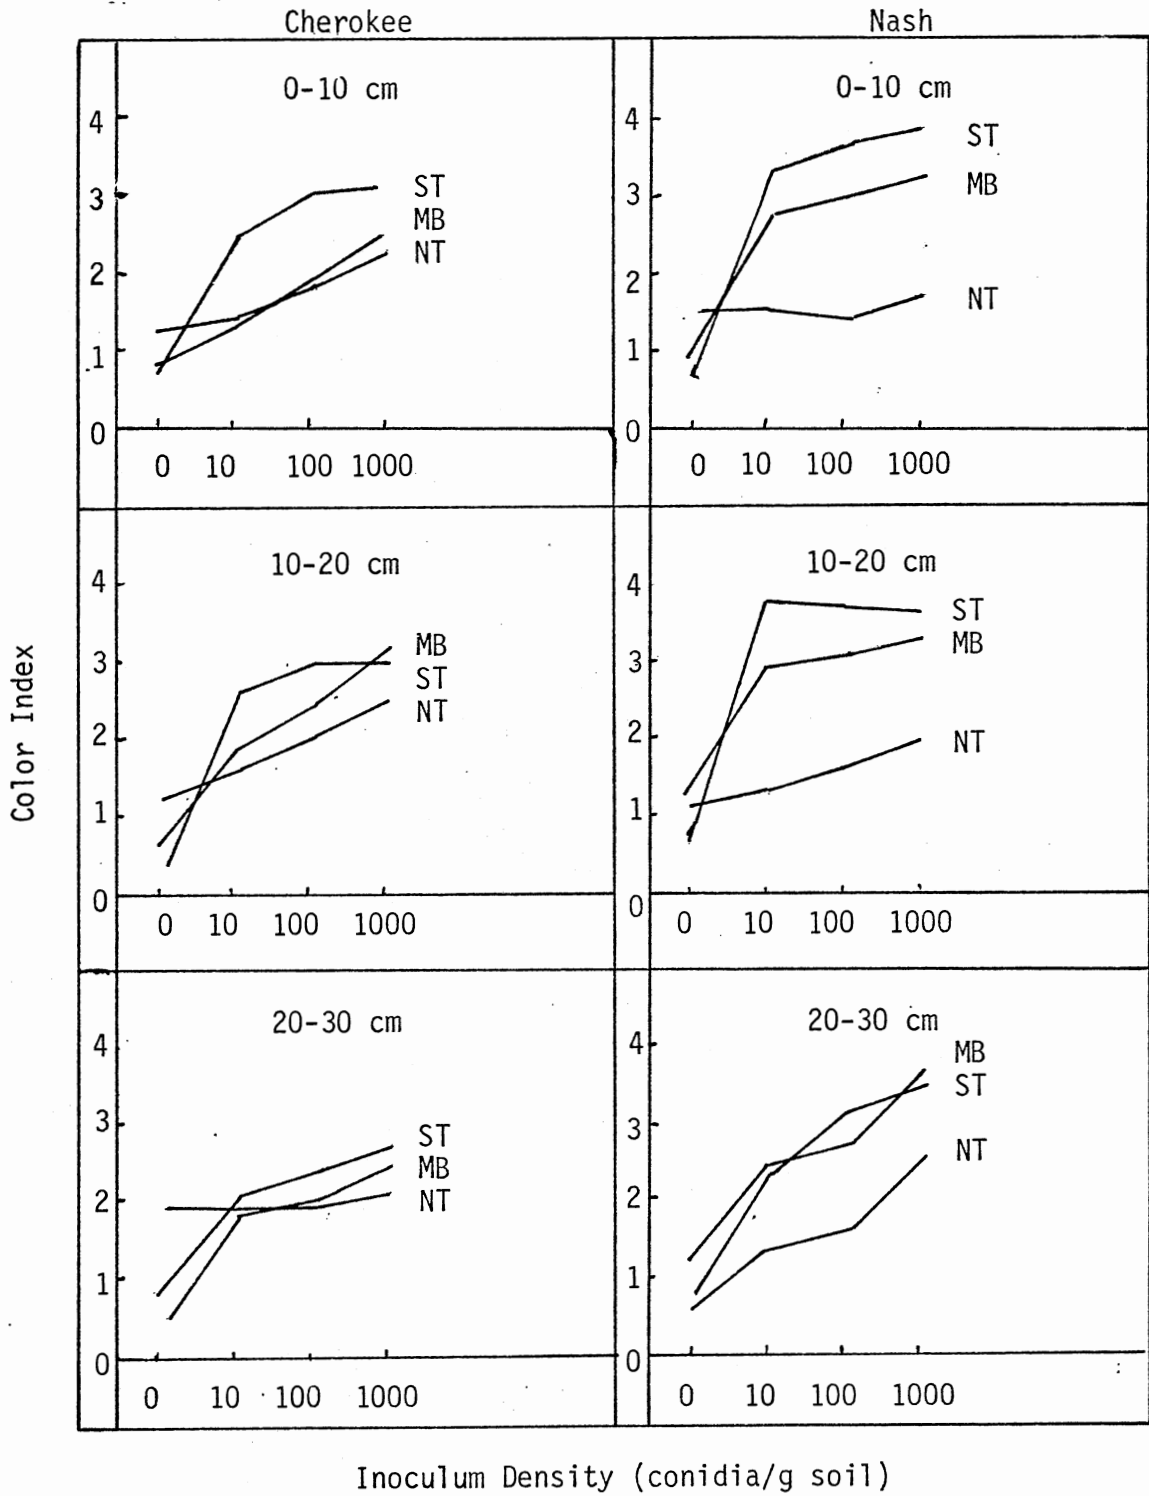 Cherokee
Nash
0-10 cm
4
3
2
1
0
ST
MB
NT
0 10 100 1000
0-10 cm
4
3
2
1
0
ST
MB
NT
0 10 100 1000
10-20 cm
4
3
2
1
0
MB
ST
NT
0 10 100 1000
10-20 cm
4
3
2
1
0
ST
MB
NT
0 10 100 1000
20-30 cm
4
3
2
1
0
ST
MB
NT
0 10 100 1000
20-30 cm
4
3
2
1
0
MB
ST
NT
0 10 100 1000
Color Index
Inoculum Density (conidia/g soil)